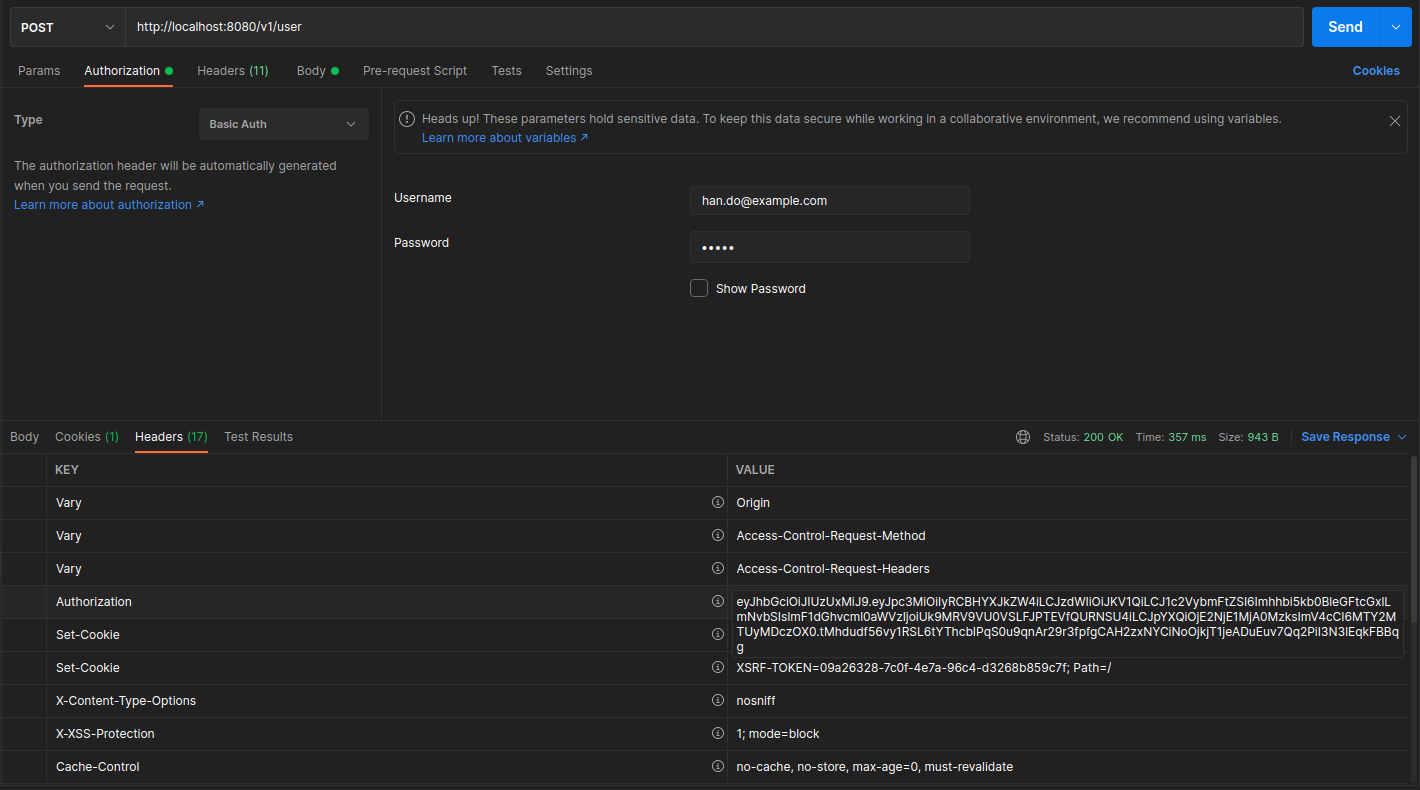 POST http://localhost:8080/v1/user Send
Params Authorization Headers (11) Body Pre-request Script Tests Settings Cookies
Type Basic Auth
The authorization header will be automatically generated
when you send the request.
Learn more about authorization ↗
Heads up! These parameters hold sensitive data. To keep this data secure while working in a collaborative environment, we recommend using variables.
Learn more about variables ↗
Username han.do@example.com
Password •••••
Show Password
Body Cookies (1) Headers (17) Test Results Status: 200 OK Time: 357 ms Size: 943 B Save Response
KEY VALUE
Vary Origin
Vary Access-Control-Request-Method
Vary Access-Control-Request-Headers
Authorization
Set-Cookie
Set-Cookie XSRF-TOKEN=09a26328-7c0f-4e7a-96c4-d3268b859c7f; Path=/
X-Content-Type-Options nosniff
X-XSS-Protection 1; mode=block
Cache-Control no-cache, no-store, max-age=0, must-revalidate